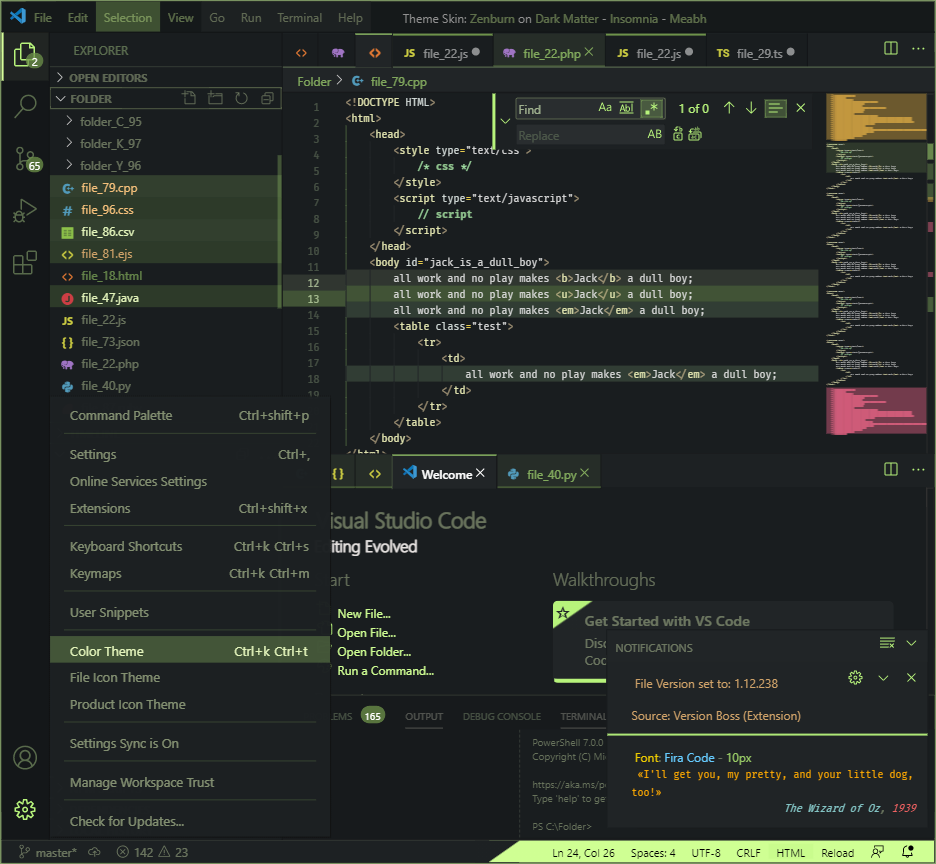 File Edit Selection View Go Run Terminal Help Theme Skin: Zenburn on Dark Matter - Insomnia - Meabh
2
65
EXPLORER
OPEN EDITORS
FOLDER
folder_C_95
folder_K_97
folder_Y_96
file_79.cpp
file_96.css
file_86.csv
file_81.ejs
file_18.html
file_47.java
JS file_22.js
file_73.json
file_22.php
file_40.py
JS file_22.js
file_22.php
JS file_22.js
TS file_29.ts
Folder > file_79.cpp
Find Aa Abl .* 1 of 0
Replace AB
1 <!DOCTYPE HTML>
2 <html>
3 <head>
4 <style type="text/css">
5 /* css */
6 </style>
7 <script type="text/javascript">
8 // script
9 </script>
10 </head>
11 <body id="jack_is_a_dull_boy">
12 all work and no play makes <b>Jack</b> a dull boy;
13 all work and no play makes <u>Jack</u> a dull boy;
14 all work and no play makes <em>Jack</em> a dull boy;
15 <table class="test">
16 <tr>
17 <td>
18 all work and no play makes <em>Jack</em> a dull boy;
19 </td>
</tr>
</table>
</body>
</html>
Command Palette Ctrl+shift+p
Settings Ctrl+,
Online Services Settings
Extensions Ctrl+shift+x
Keyboard Shortcuts Ctrl+k Ctrl+s
Keymaps Ctrl+k Ctrl+m
User Snippets
Color Theme Ctrl+k Ctrl+t
File Icon Theme
Product Icon Theme
Settings Sync is On
Manage Workspace Trust
Check for Updates...
{} <> Welcome
file_40.py
isual Studio Code
iting Evolved
art
New File...
Open File...
Open Folder...
Run a Command...
Walkthroughs
Get Started with VS Code
Disc
Coc
NOTIFICATIONS
File Version set to: 1.12.238
Source: Version Boss (Extension)
Font: Fira Code - 10px
«I'll get you, my pretty, and your little dog,
too!»
The Wizard of Oz, 1939
LEMS 165 OUTPUT DEBUG CONSOLE TERMINAL
PowerShell 7.0.0
Copyright (C) Mi
https://aka.ms/p
Type 'help' to ge
PS C:\Folder>
master* 142 23
Ln 24, Col 26 Spaces: 4 UTF-8 CRLF HTML Reload